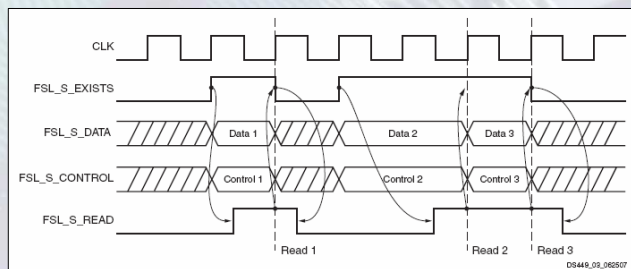 CLK
FSL_S_EXISTS
FSL_S_DATA Data 1 Data 2 Data 3
FSL_S_CONTROL Control 1 Control 2 Control 3
FSL_S_READ
Read 1 Read 2 Read 3
DS449_03_062507